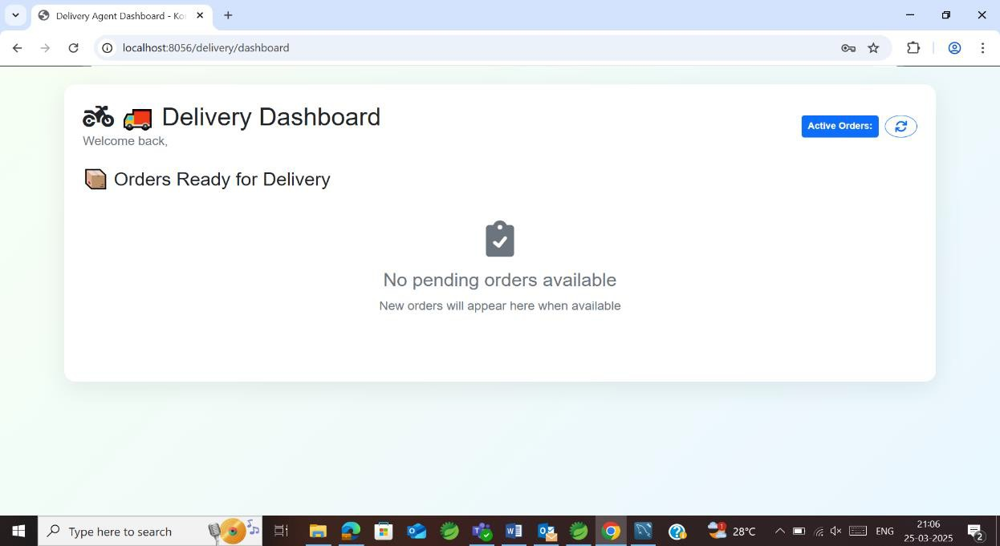 Delivery Agent Dashboard - Ko
localhost:8056/delivery/dashboard
Delivery Dashboard
Welcome back,
Active Orders:
Orders Ready for Delivery
No pending orders available
New orders will appear here when available
Type here to search
1
28°C
ENG
21:06
25-03-2025
2